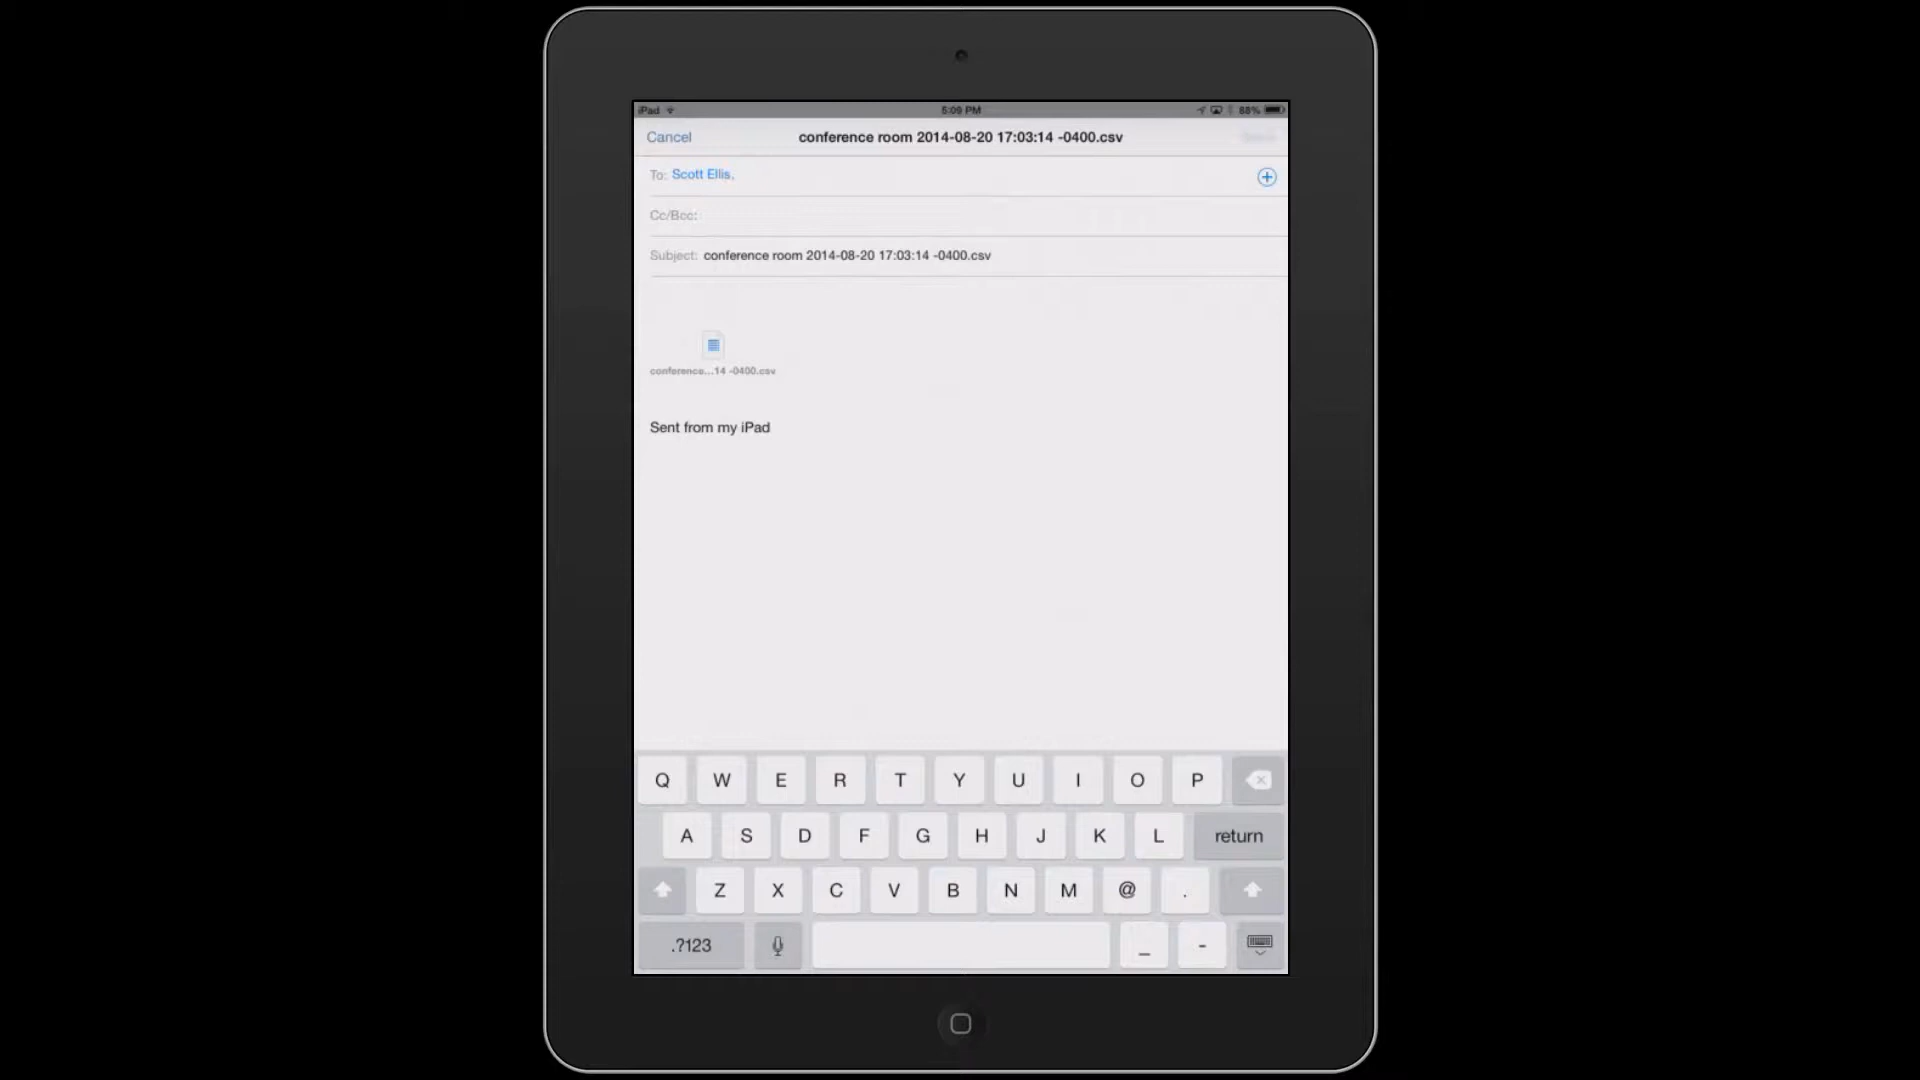 iPad 5:09 PM 88%
Cancel conference room 2014-08-20 17:03:14 -0400.csv
To: Scott Ellis,
Cc/Bcc:
Subject: conference room 2014-08-20 17:03:14 -0400.csv
conference...14 -0400.csv
Sent from my iPad
Q W E R T Y U I O P
A S D F G H J K L return
Z X C V B N M @ .
.?123 _ -